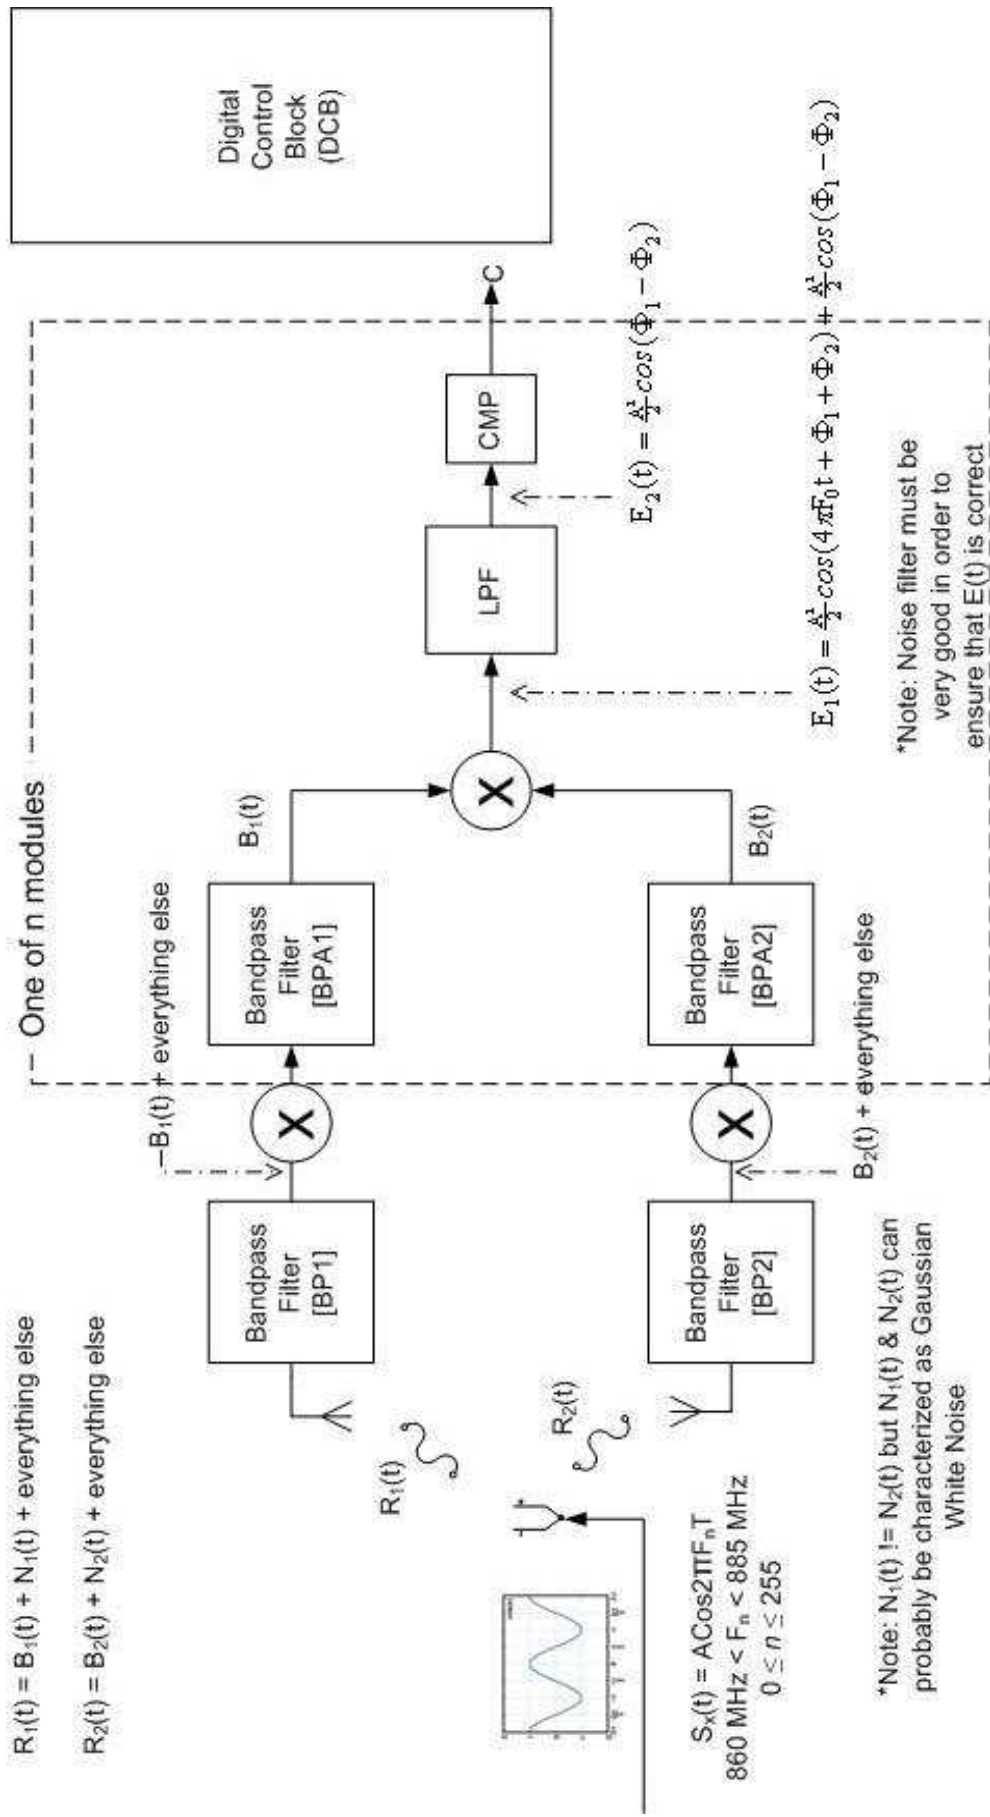 R₁(t) = B₁(t) + N₁(t) + everything else
R₂(t) = B₂(t) + N₂(t) + everything else
One of n modules
Digital
Control
Block
(DCB)
–B₁(t) + everything else
B₁(t)
Bandpass
Filter
[BP1]
X
Bandpass
Filter
[BPA1]
R₁(t)
R₂(t)
X
LPF
CMP
C
Bandpass
Filter
[BP2]
X
Bandpass
Filter
[BPA2]
B₂(t)
B₂(t) + everything else
E₂(t) = A¹/2 cos(Φ₁ − Φ₂)
E₁(t) = A¹/2 cos(4πF₀t + Φ₁ + Φ₂) + A¹/2 cos(Φ₁ − Φ₂)
Sₓ(t) = ACos2πFₙT
860 MHz < Fₙ < 885 MHz
0 ≤ n ≤ 255
*Note: N₁(t) != N₂(t) but N₁(t) & N₂(t) can
probably be characterized as Gaussian
White Noise
*Note: Noise filter must be
very good in order to
ensure that E(t) is correct